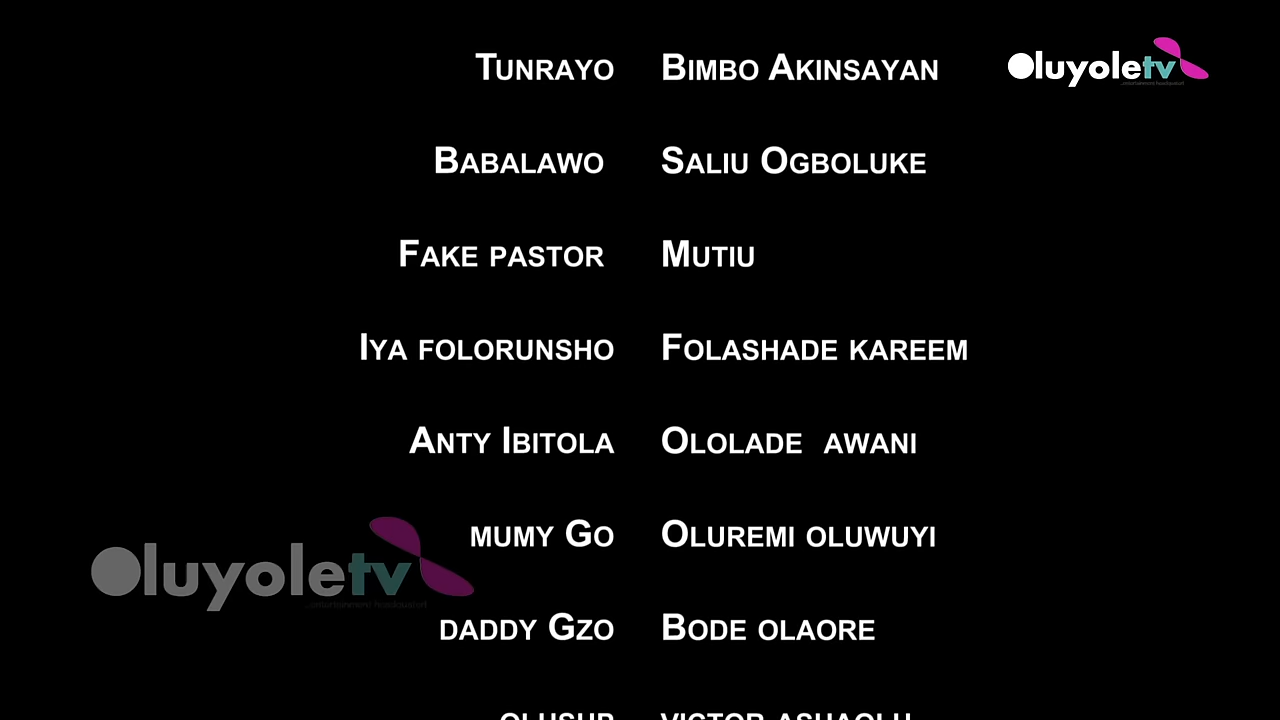 Tunrayo Bimbo Akinsayan
Oluyoletv
Babalawo Saliu Ogboluke
Fake pastor Mutiu
Iya folorunsho Folashade kareem
Anty Ibitola Ololade awani
mumy Go Oluremi oluwuyi
Oluyoletv
daddy Gzo Bode olaore
victor